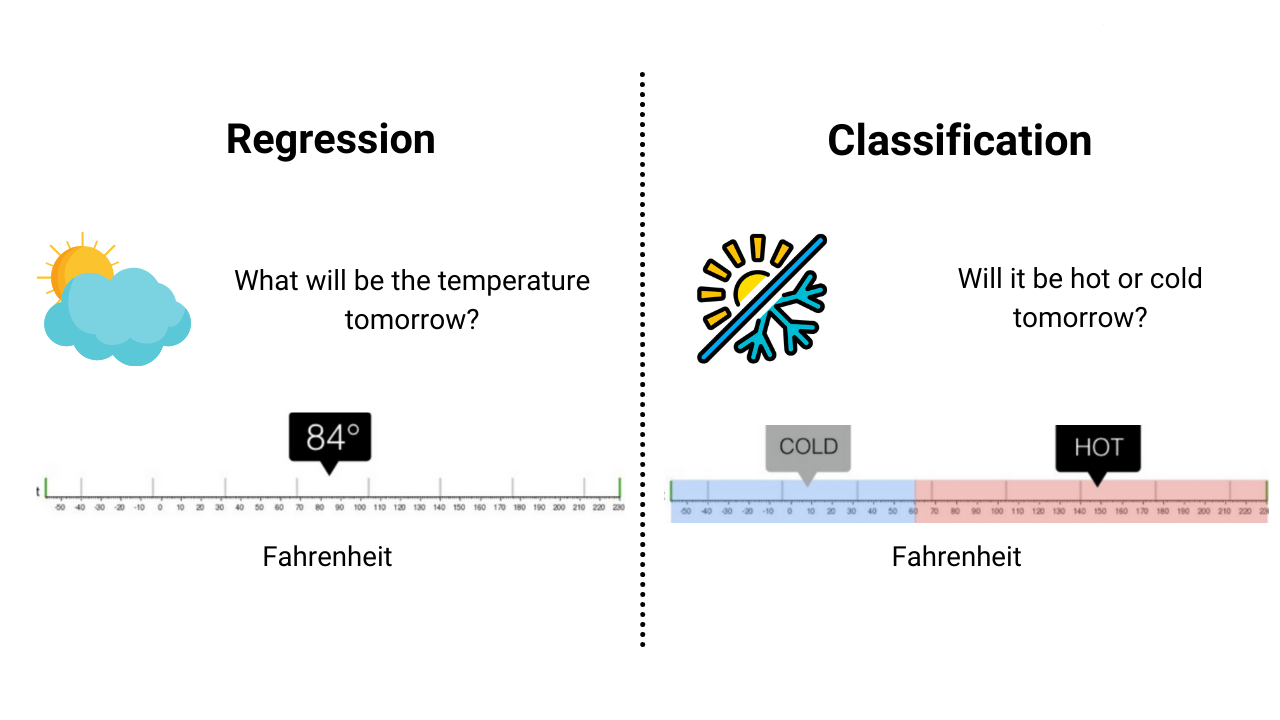 Regression
What will be the temperature
tomorrow?
84°
t
-50 -40 -30 -20 -10 0 10 20 30 40 50 60 70 80 90 100 110 120 130 140 150 160 170 180 190 200 210 220 230
Fahrenheit
Classification
Will it be hot or cold
tomorrow?
COLD
HOT
-50 -40 -30 -20 -10 0 10 20 30 40 50 60 70 80 90 100 110 120 130 140 150 160 170 180 190 200 210 220 23
Fahrenheit